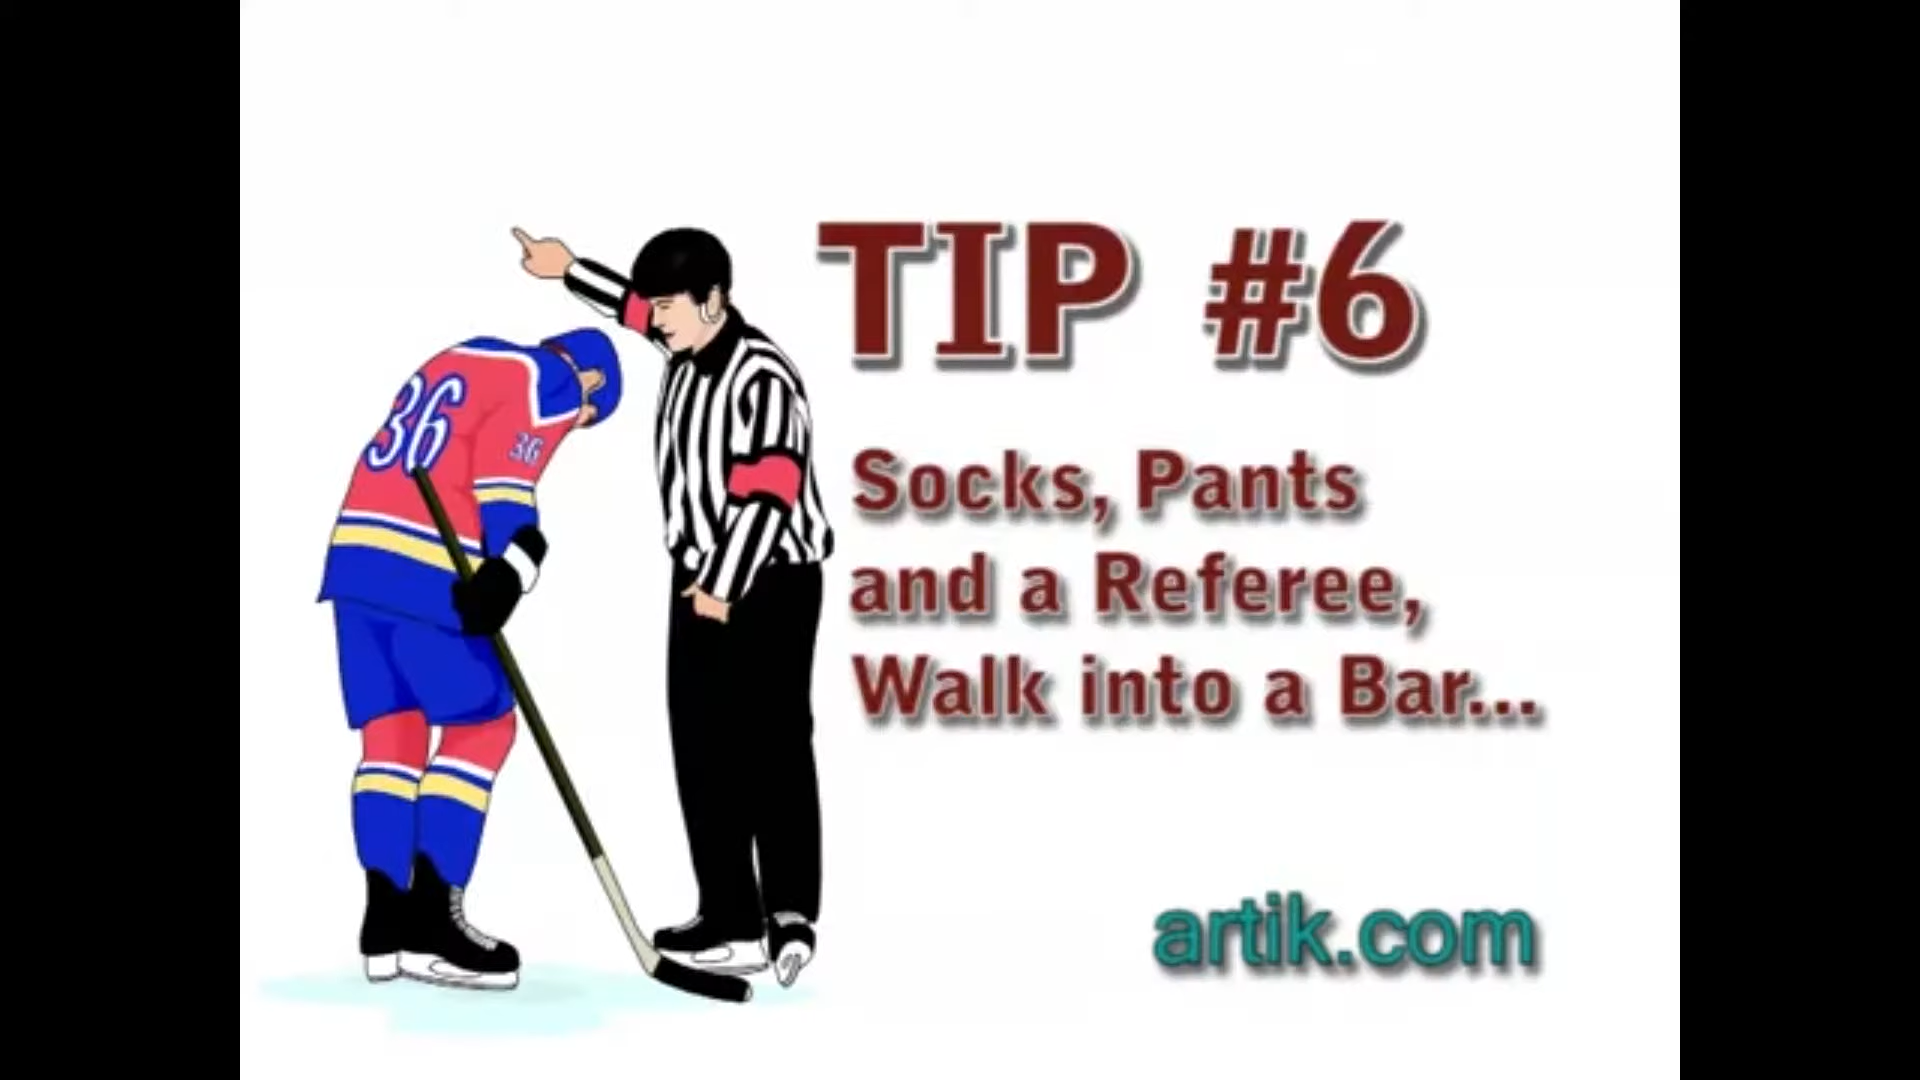 TIP #6
Socks, Pants
and a Referee,
Walk into a Bar...
artik.com
36
36